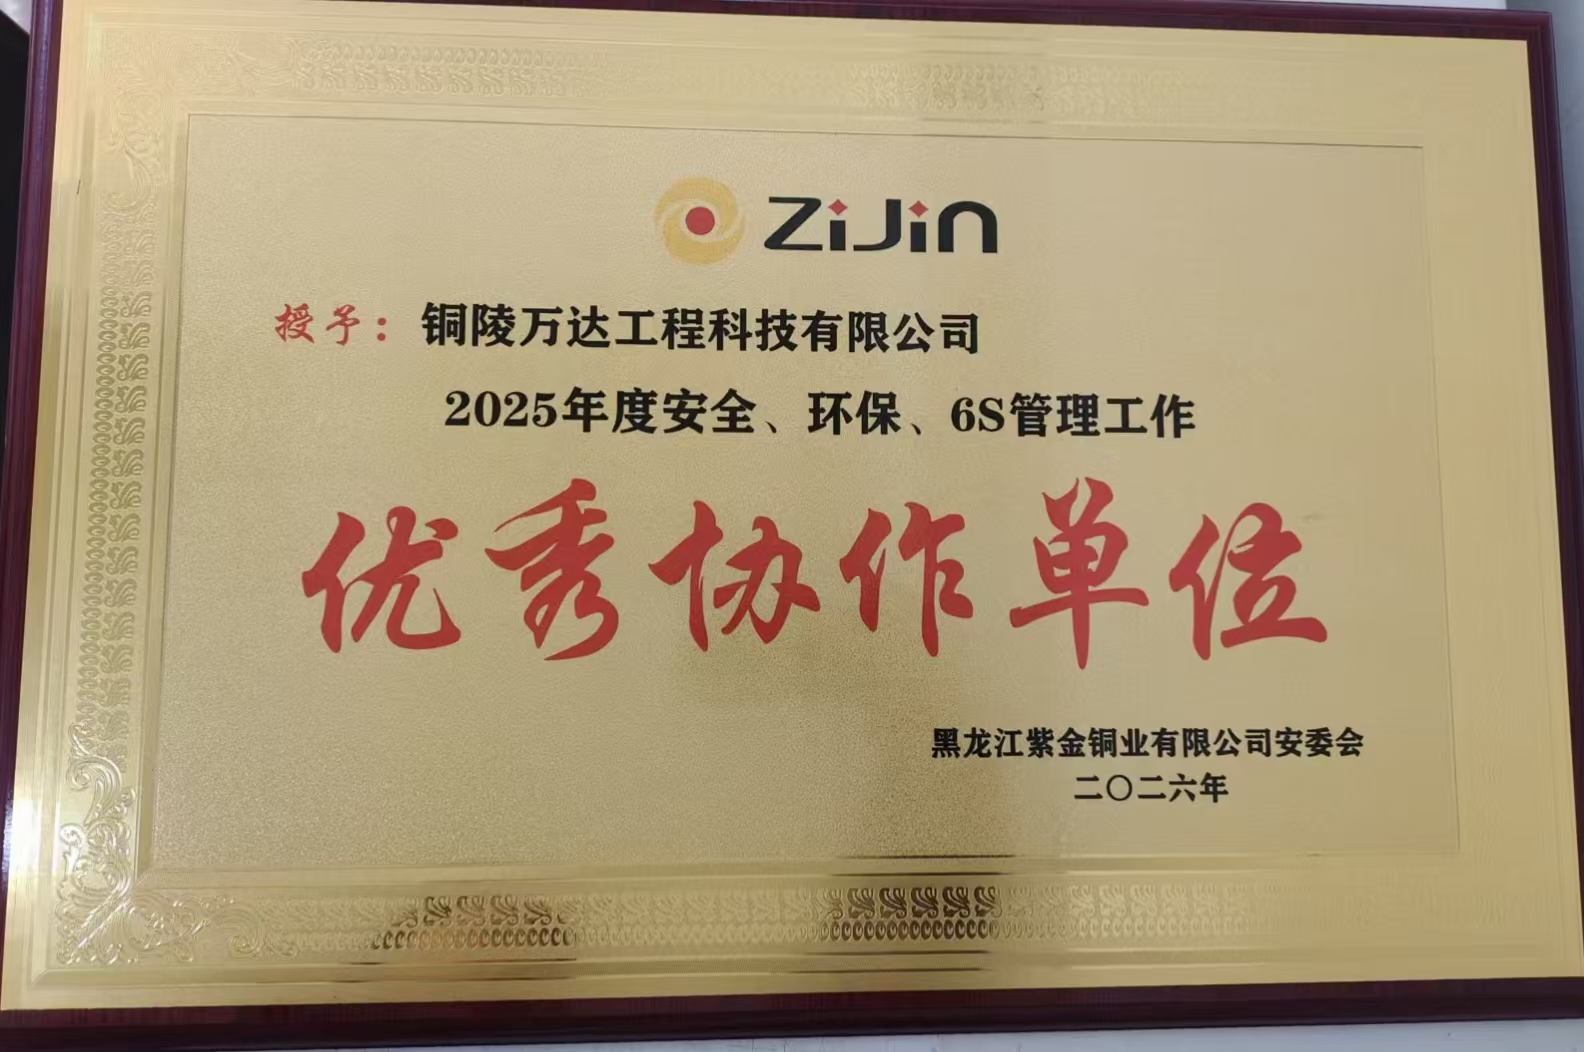 ZiJin
授予：铜陵万达工程科技有限公司
2025年度安全、环保、6S管理工作
优秀协作单位
黑龙江紫金铜业有限公司安委会
二〇二六年